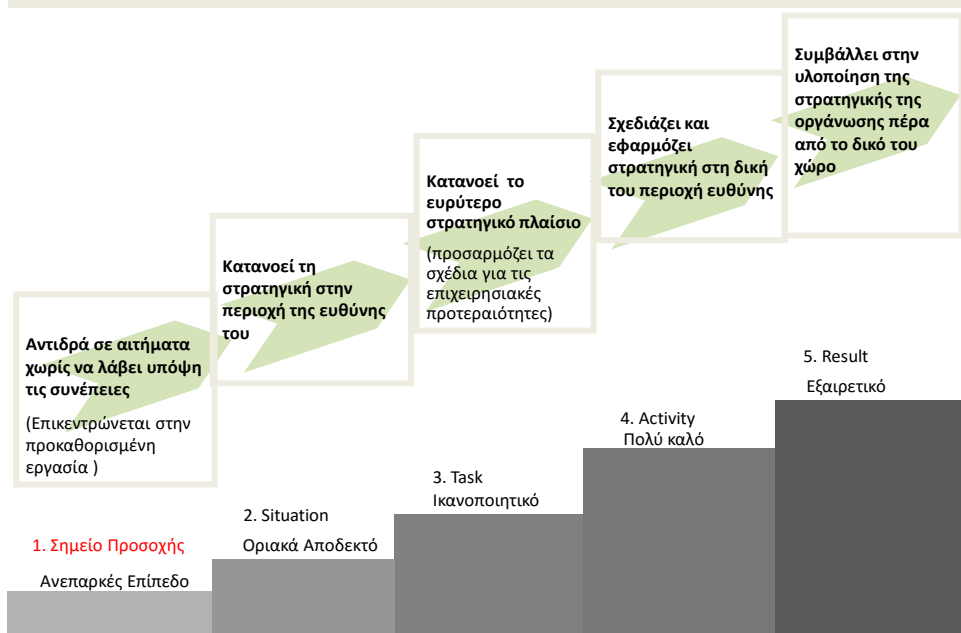 Αντιδρά σε αιτήματα
χωρίς να λάβει υπόψη
τις συνέπειες
(Επικεντρώνεται στην
προκαθορισμένη
εργασία )
Κατανοεί τη
στρατηγική στην
περιοχή της ευθύνης
του
Κατανοεί το
ευρύτερο
στρατηγικό πλαίσιο
(προσαρμόζει τα
σχέδια για τις
επιχειρησιακές
προτεραιότητες)
Σχεδιάζει και
εφαρμόζει
στρατηγική στη δική
του περιοχή ευθύνης
Συμβάλλει στην
υλοποίηση της
στρατηγικής της
οργάνωσης πέρα
από το δικό του
χώρο
1. Σημείο Προσοχής
Ανεπαρκές Επίπεδο
2. Situation
Οριακά Αποδεκτό
3. Task
Ικανοποιητικό
4. Activity
Πολύ καλό
5. Result
Εξαιρετικό